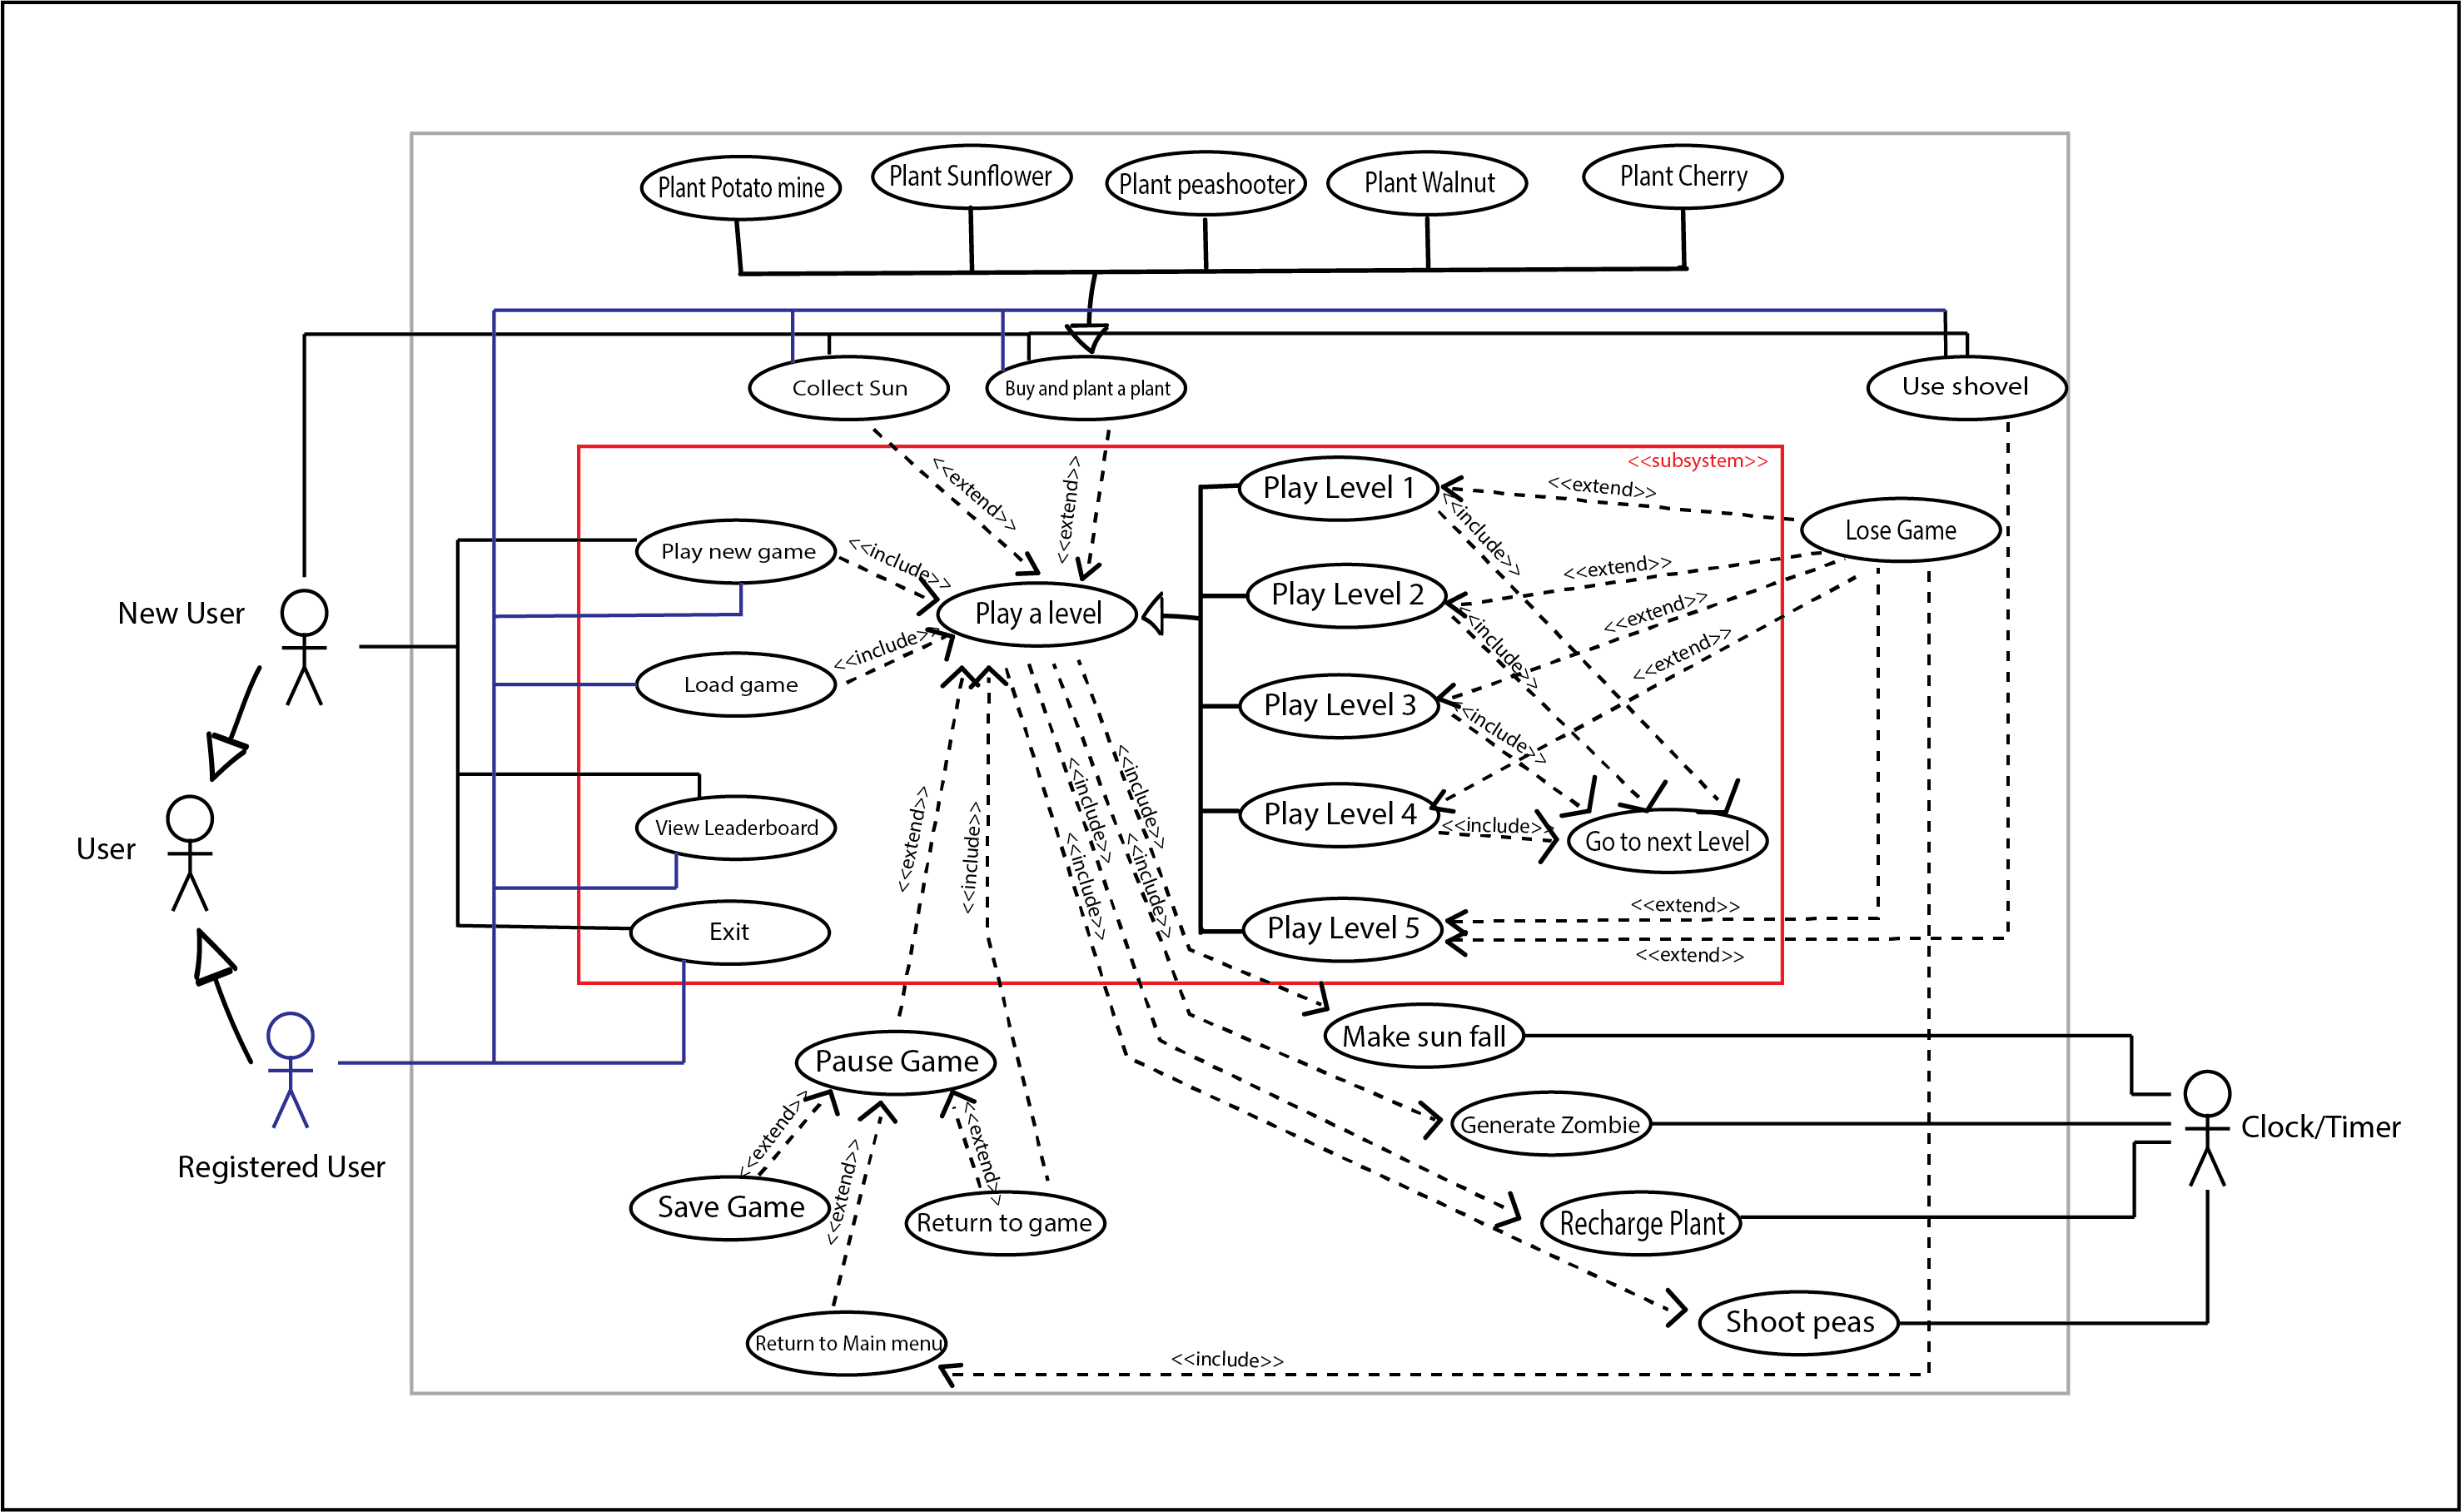 Plant Potato mine
Plant Sunflower
Plant peashooter
Plant Walnut
Plant Cherry
Collect Sun
Buy and plant a plant
Use shovel
<<subsystem>>
<<extend>>
<<extend>>
Play Level 1
<<extend>>
<<include>>
Lose Game
Play new game
<<include>>
New User
Play a level
Play Level 2
<<extend>>
<<extend>>
<<include>>
<<extend>>
Load game
<<include>>
Play Level 3
<<include>>
User
View Leaderboard
<<extend>>
<<include>>
<<include>>
<<include>>
<<include>>
<<include>>
Play Level 4
<<include>>
Go to next Level
Exit
Play Level 5
<<extend>>
<<extend>>
Pause Game
Make sun fall
Registered User
<<extend>>
<<extend>>
<<extend>>
Generate Zombie
Clock/Timer
Save Game
Return to game
Recharge Plant
Return to Main menu
Shoot peas
<<include>>